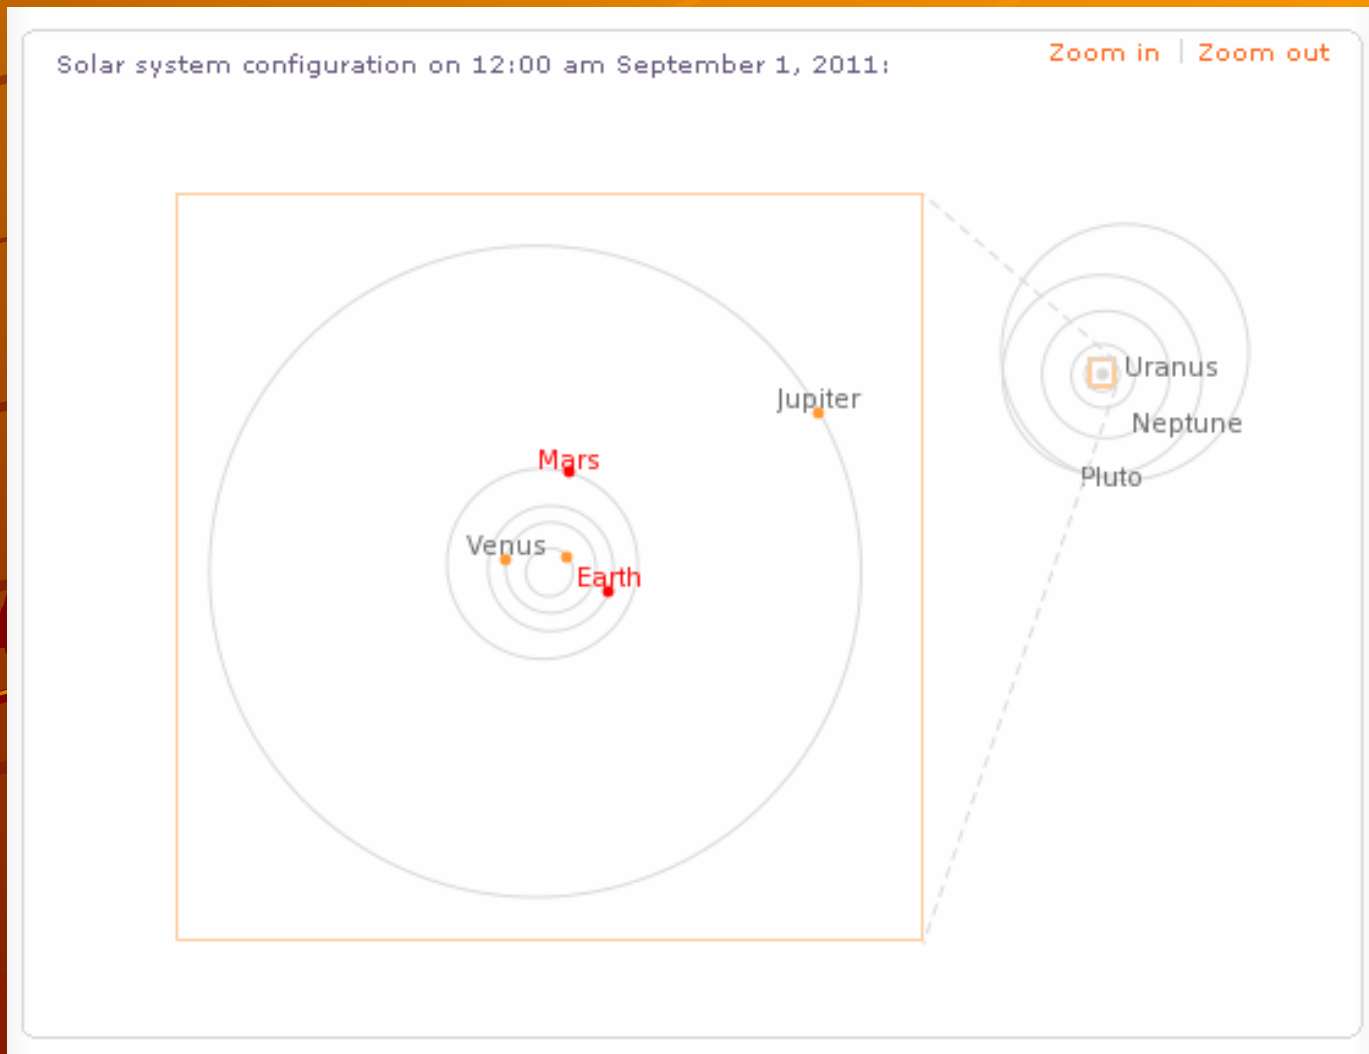 Solar system configuration on 12:00 am September 1, 2011:
Zoom in | Zoom out
Jupiter
Mars
Venus
Earth
Uranus
Neptune
Pluto